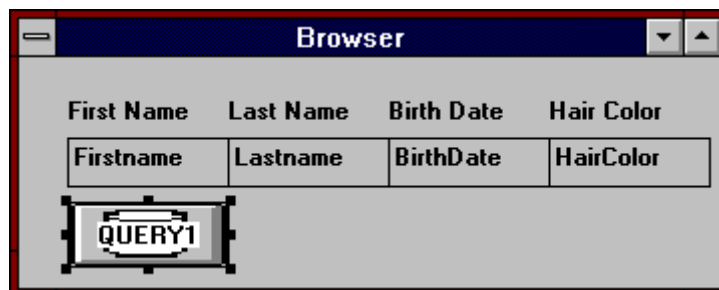 Browser
First Name Last Name Birth Date Hair Color
Firstname Lastname BirthDate HairColor
QUERY1